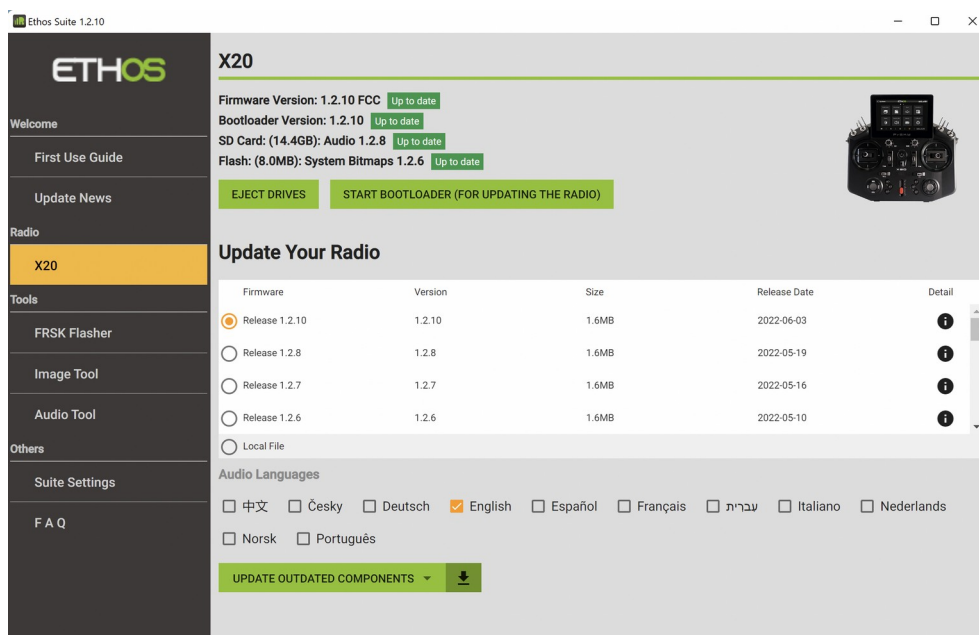 Ethos Suite 1.2.10
ETHOS
Welcome
First Use Guide
Update News
Radio
X20
Tools
FRSK Flasher
Image Tool
Audio Tool
Others
Suite Settings
F A Q
X20
Firmware Version: 1.2.10 FCC Up to date
Bootloader Version: 1.2.10 Up to date
SD Card: (14.4GB): Audio 1.2.8 Up to date
Flash: (8.0MB): System Bitmaps 1.2.6 Up to date
EJECT DRIVES START BOOTLOADER (FOR UPDATING THE RADIO)
Update Your Radio
Firmware Version Size Release Date Detail
Release 1.2.10 1.2.10 1.6MB 2022-06-03
Release 1.2.8 1.2.8 1.6MB 2022-05-19
Release 1.2.7 1.2.7 1.6MB 2022-05-16
Release 1.2.6 1.2.6 1.6MB 2022-05-10
Local File
Audio Languages
中文 Česky Deutsch English Español Français עברית Italiano Nederlands
Norsk Português
UPDATE OUTDATED COMPONENTS